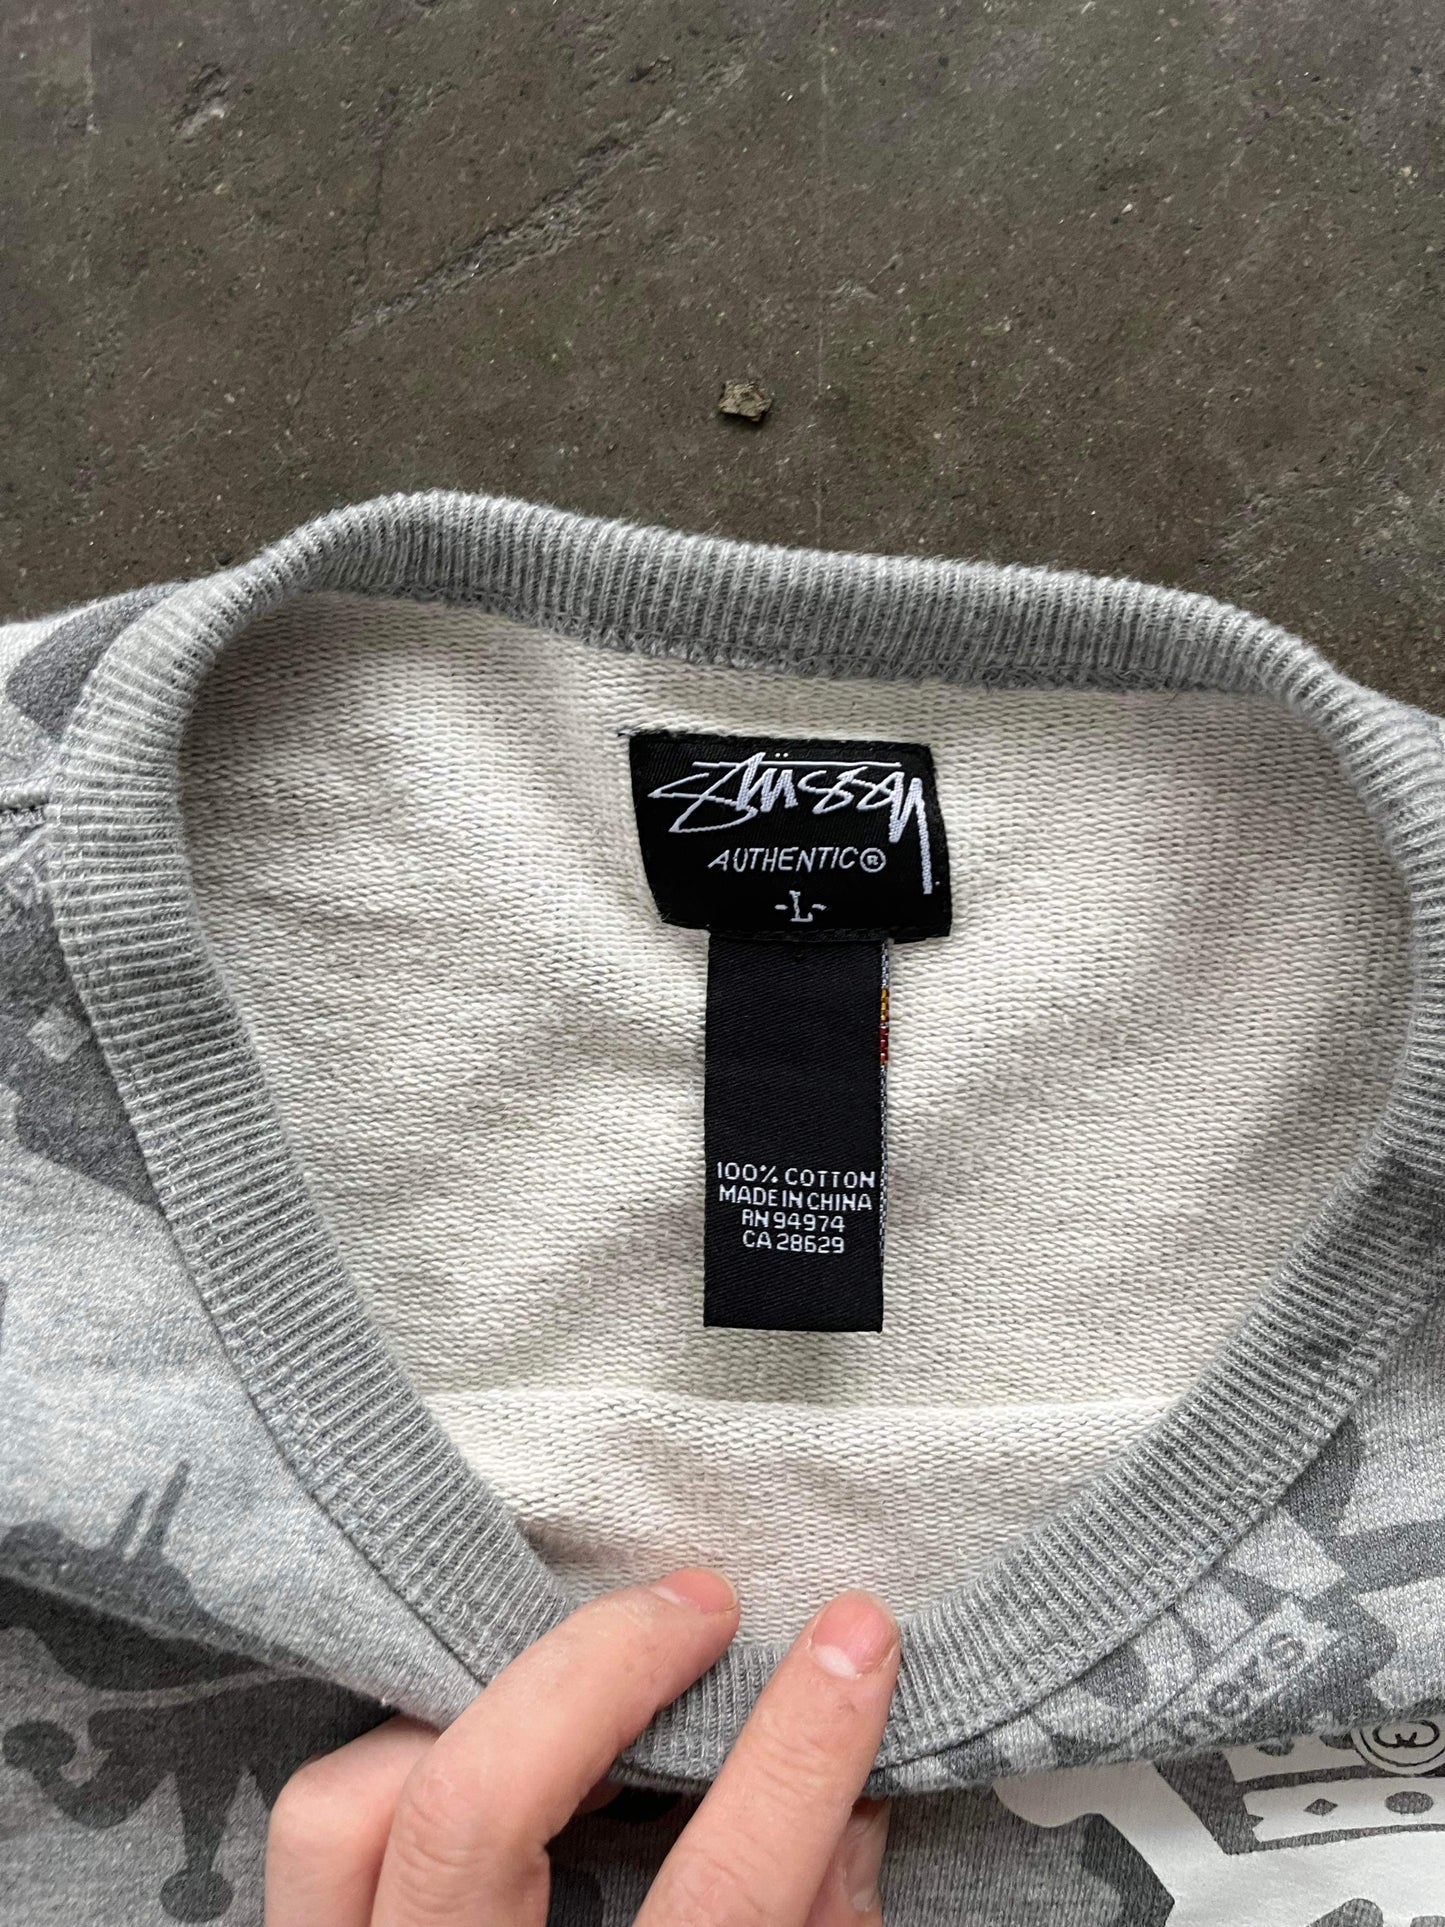 Stüssy
AUTHENTIC®
-L-
100% COTTON
MADE IN CHINA
RN 94974
CA 28629